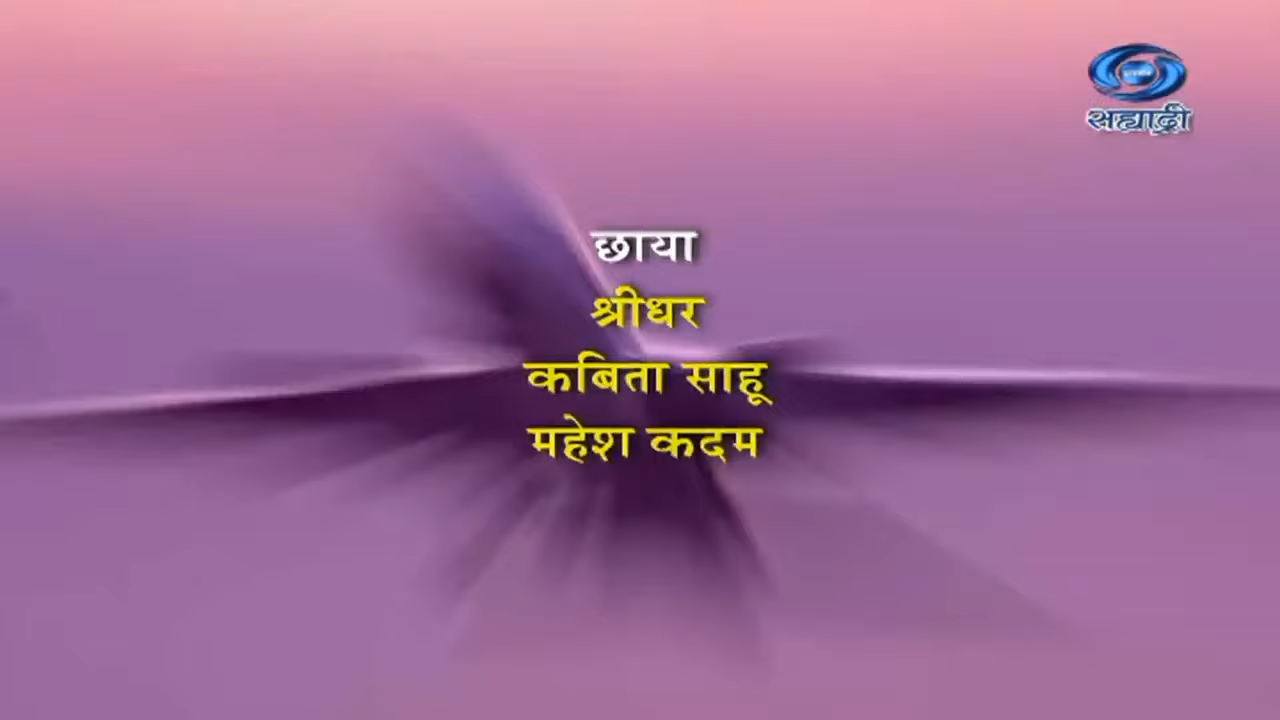 सह्याद्री
छाया
श्रीधर
कबिता साहू
महेश कदम